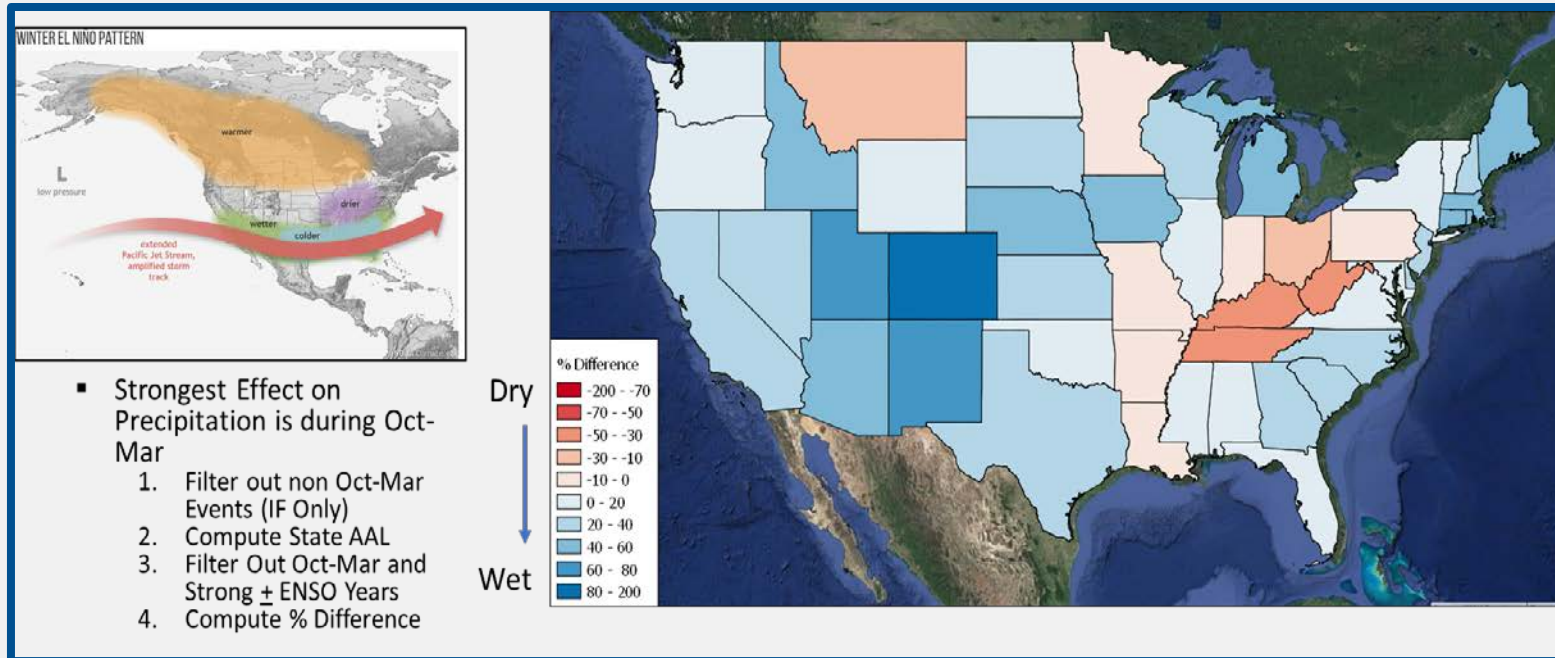 WINTER EL NIÑO PATTERN
warmer
L
low pressure
drier
wetter
colder
extended
Pacific Jet Stream,
amplified storm
track
▪ Strongest Effect on
Precipitation is during Oct-
Mar
1. Filter out non Oct-Mar
Events (IF Only)
2. Compute State AAL
3. Filter Out Oct-Mar and
Strong ± ENSO Years
4. Compute % Difference
Dry
Wet
% Difference
-200 - -70
-70 - -50
-50 - -30
-30 - -10
-10 - 0
0 - 20
20 - 40
40 - 60
60 - 80
80 - 200